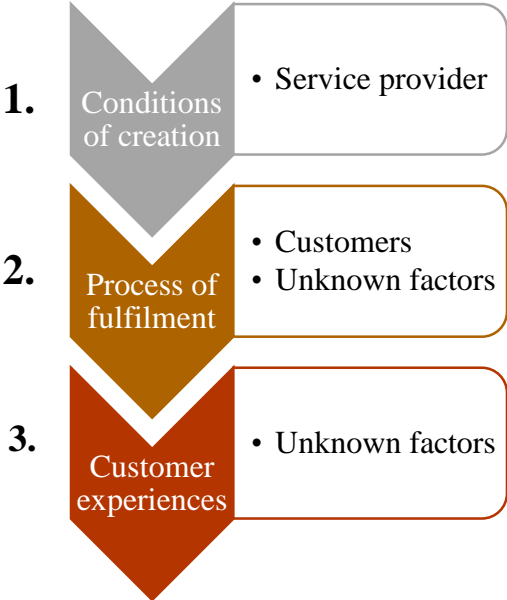 1.
Conditions
of creation
• Service provider
2.
Process of
fulfilment
• Customers
• Unknown factors
3.
Customer
experiences
• Unknown factors